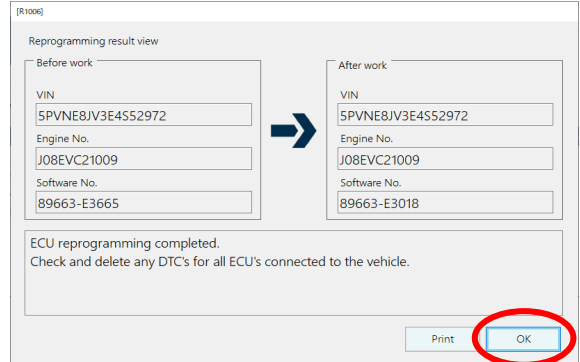 [R1006]
Reprogramming result view
Before work
VIN
5PVNE8JV3E4S52972
Engine No.
J08EVC21009
Software No.
89663-E3665
After work
VIN
5PVNE8JV3E4S52972
Engine No.
J08EVC21009
Software No.
89663-E3018
ECU reprogramming completed.
Check and delete any DTC's for all ECU's connected to the vehicle.
Print
OK